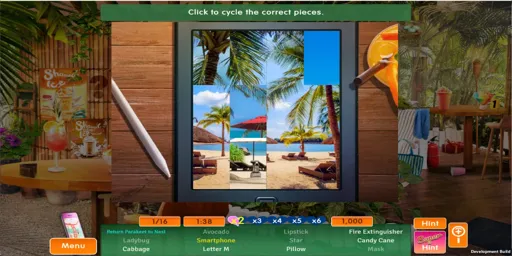 Click to cycle the correct pieces.
1/16 1:38 2 x3 x4 x5 x6 1,000 Hint
Return Parakeet to Nest Avocado Lipstick Fire Extinguisher
Ladybug Smartphone Star Candy Cane
Cabbage Letter M Pillow Mask
Menu
Hint
Development Build